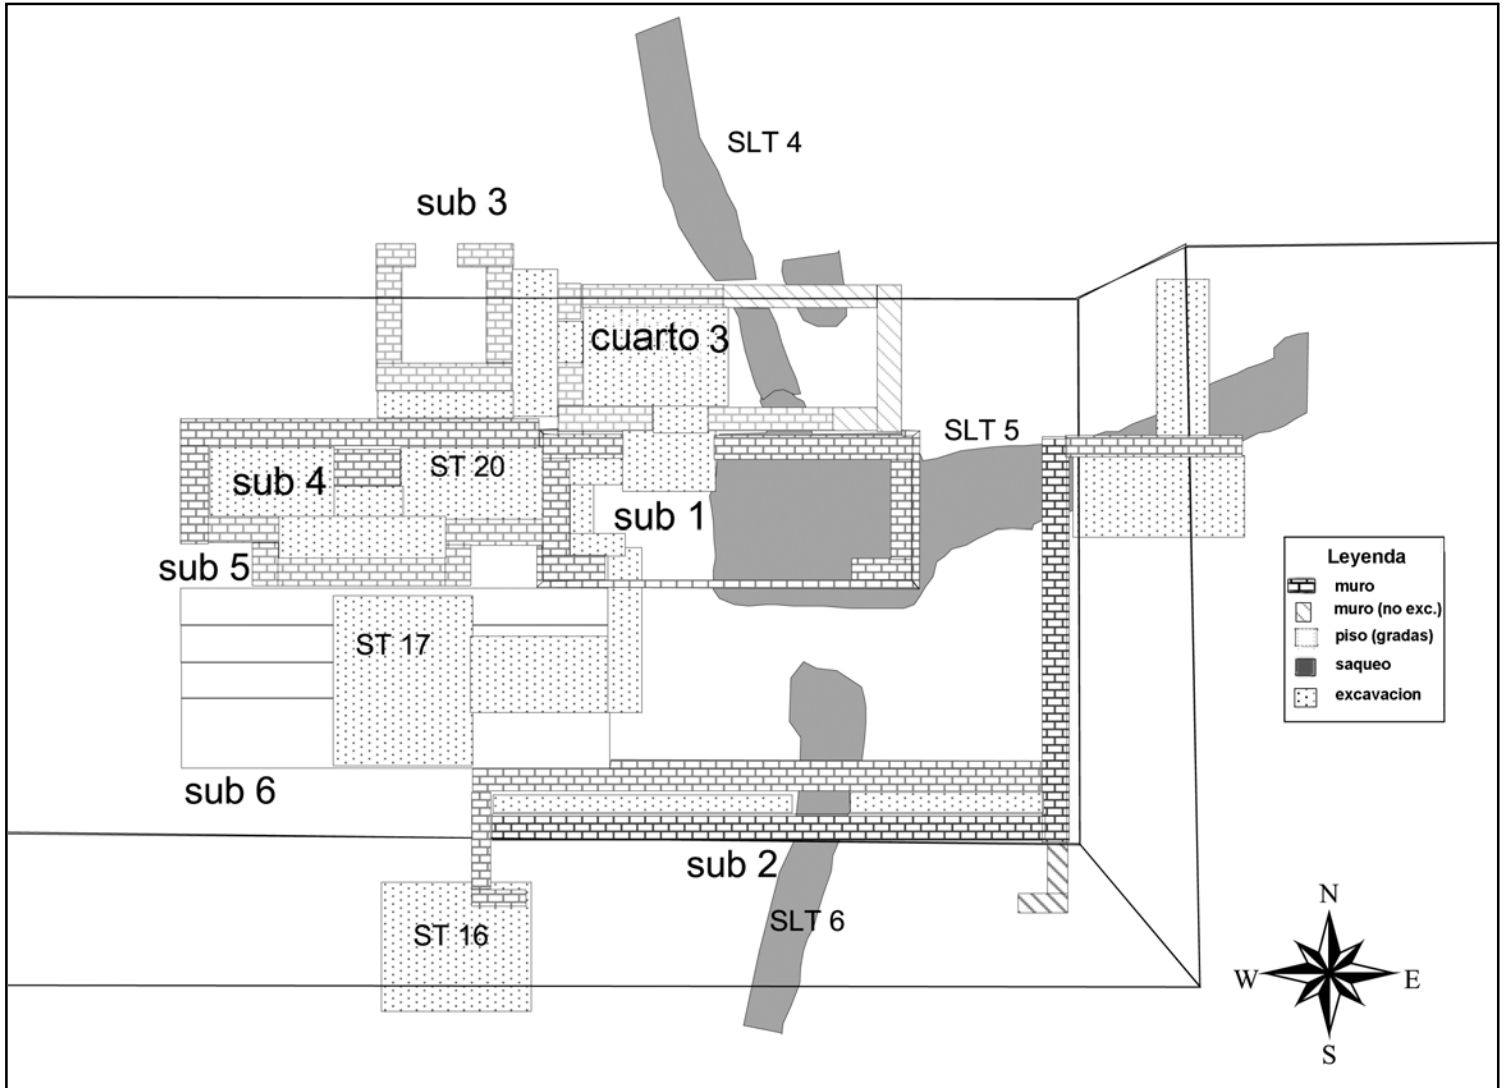 SLT 4
sub 3
cuarto 3
SLT 5
ST 20
sub 4
sub 1
sub 5
ST 17
sub 6
sub 2
SLT 6
ST 16
Leyenda
muro
muro (no exc.)
piso (gradas)
saqueo
excavacion
N
W
E
S